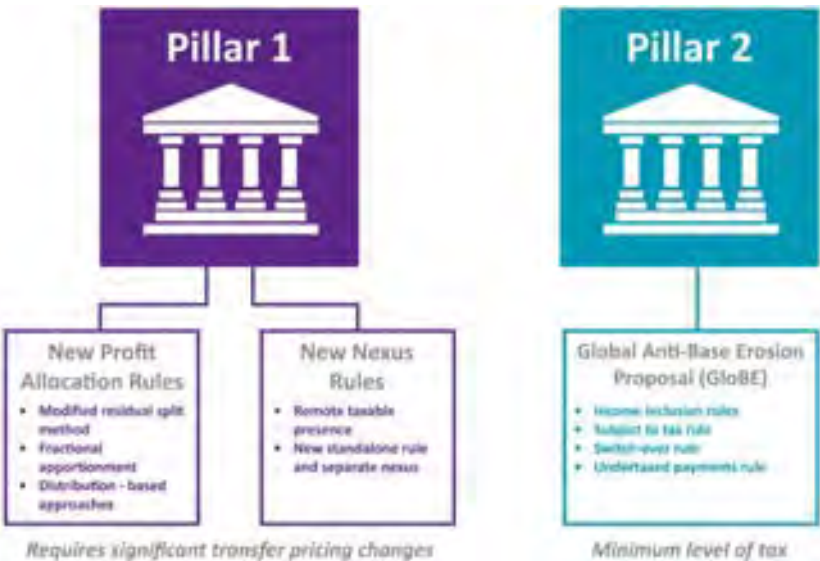 Pillar 1
New Profit
Allocation Rules
• Modified residual split
method
• Fractional
apportionment
• Distribution - based
approaches
New Nexus
Rules
• Remote taxable
presence
• New standalone rule
and separate nexus
Requires significant transfer pricing changes
Pillar 2
Global Anti-Base Erosion
Proposal (GloBE)
• Income inclusion rules
• Subject to tax rule
• Switch-over rule
• Undertaxed payments rule
Minimum level of tax